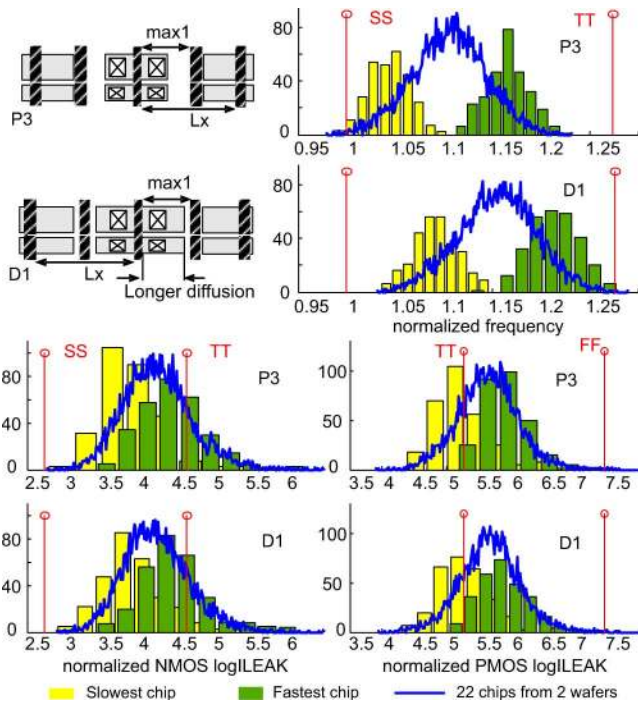 max1
P3
Lx
max1
D1
Lx
Longer diffusion
SS
TT
P3
80
40
0
0.95 1 1.05 1.1 1.15 1.2 1.25
D1
80
40
0
0.95 1 1.05 1.1 1.15 1.2 1.25
normalized frequency
SS
TT
P3
80
40
0
2.5 3 3.5 4 4.5 5 5.5 6
TT
FF
P3
100
50
0
3.5 4 4.5 5 5.5 6 6.5 7 7.5
D1
80
40
0
2.5 3 3.5 4 4.5 5 5.5 6
normalized NMOS logILEAK
D1
100
50
0
3.5 4 4.5 5 5.5 6 6.5 7 7.5
normalized PMOS logILEAK
Slowest chip Fastest chip 22 chips from 2 wafers